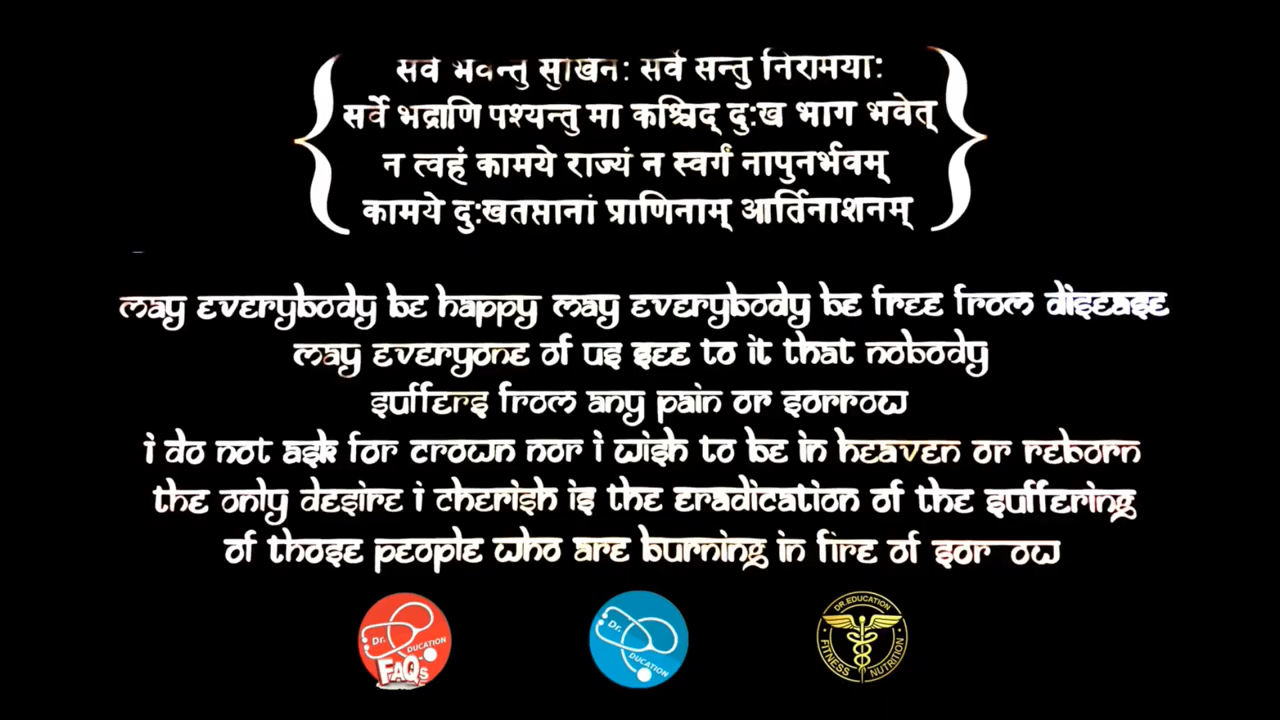 सर्वे भवन्तु सुखिन: सर्वे सन्तु निरामया:
सर्वे भद्राणि पश्यन्तु मा कश्चिद् दु:ख भाग भवेत्
न त्वहं कामये राज्यं न स्वर्गं नापुनर्भवम्
कामये दु:खतप्तानां प्राणिनाम् आर्तिनाशनम्
may everybody be happy may everybody be free from disease
may everyone of us see to it that nobody
suffers from any pain or sorrow
i do not ask for crown nor i wish to be in heaven or reborn
the only desire i cherish is the eradication of the suffering
of those people who are burning in fire of sor ow
Dr. DUCATION FAQs
Dr. DUCATION
DR. EDUCATION
FITNESS NUTRITION